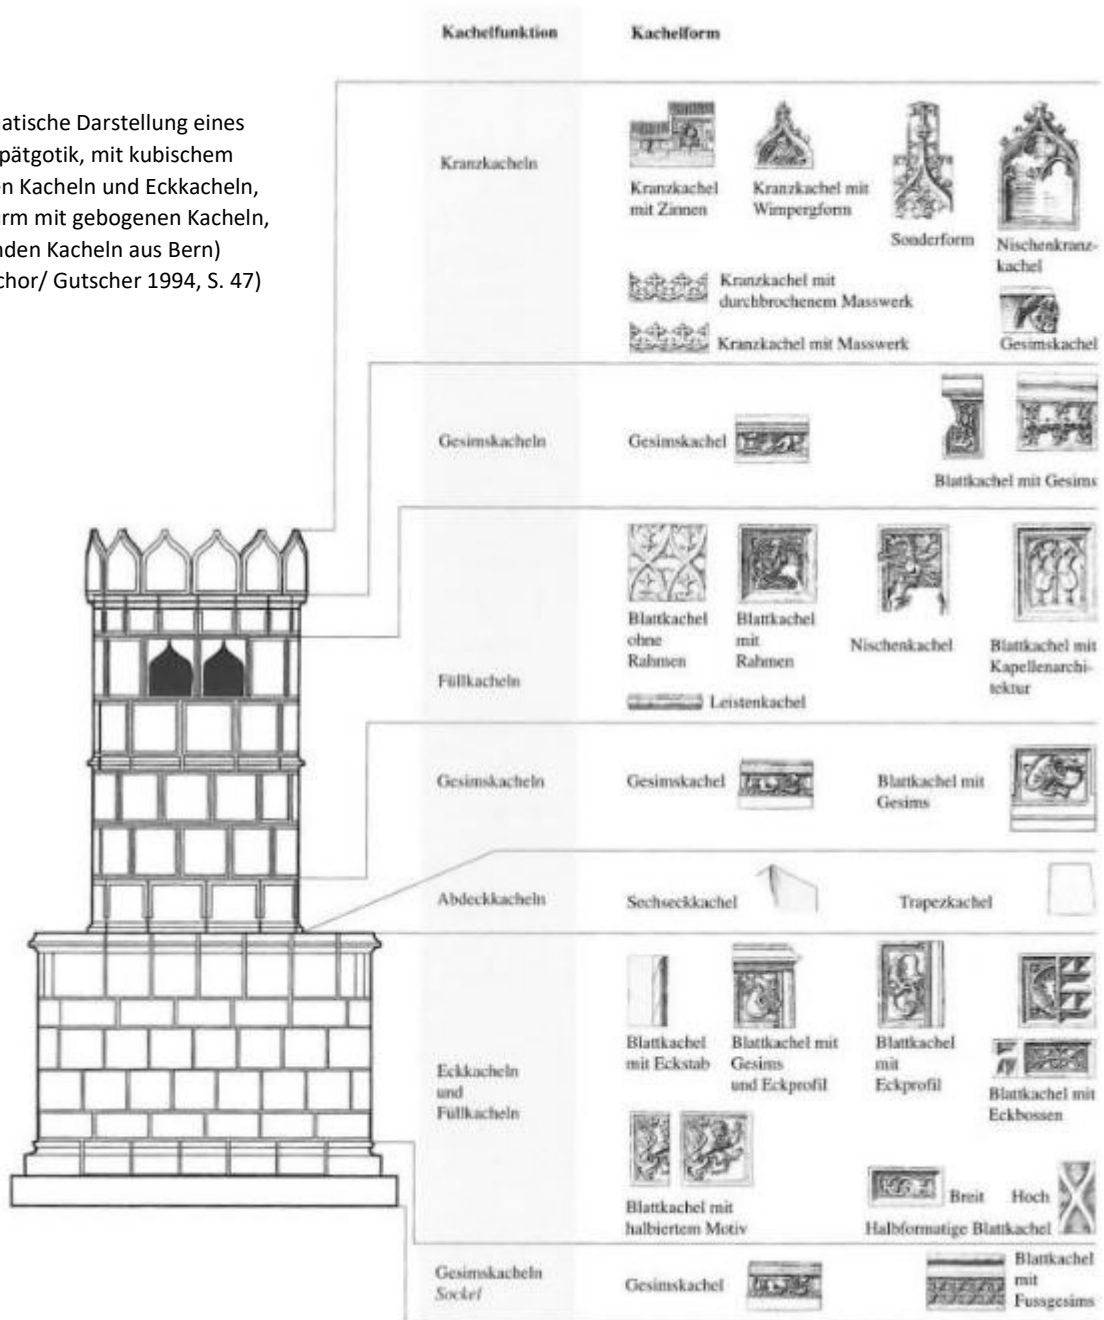 atische Darstellung eines
pätgotik, mit kubischem
en Kacheln und Eckkacheln,
rm mit gebogenen Kacheln,
nden Kacheln aus Bern)
chor/ Gutscher 1994, S. 47)
Kachelfunktion
Kachelform
Kranzkacheln
Kranzkachel
mit Zinnen
Kranzkachel mit
Wimpergform
Sonderform
Nischenkranz-
kachel
Kranzkachel mit
durchbrochenem Masswerk
Kranzkachel mit Masswerk
Gesimskachel
Gesimskacheln
Gesimskachel
Blattkachel mit Gesims
Füllkacheln
Blattkachel
ohne
Rahmen
Blattkachel
mit
Rahmen
Nischenkachel
Blattkachel mit
Kapellenarchi-
tektur
Leistenkachel
Gesimskacheln
Gesimskachel
Blattkachel mit
Gesims
Abdeckkacheln
Sechseckkachel
Trapezkachel
Eckkacheln
und
Füllkacheln
Blattkachel
mit Eckstab
Blattkachel mit
Gesims
und Eckprofil
Blattkachel
mit
Eckprofil
Blattkachel mit
Eckbossen
Blattkachel mit
halbiertem Motiv
Breit
Hoch
Halbformatige Blattkachel
Gesimskacheln
Sockel
Gesimskachel
Blattkachel
mit
Fussgesims